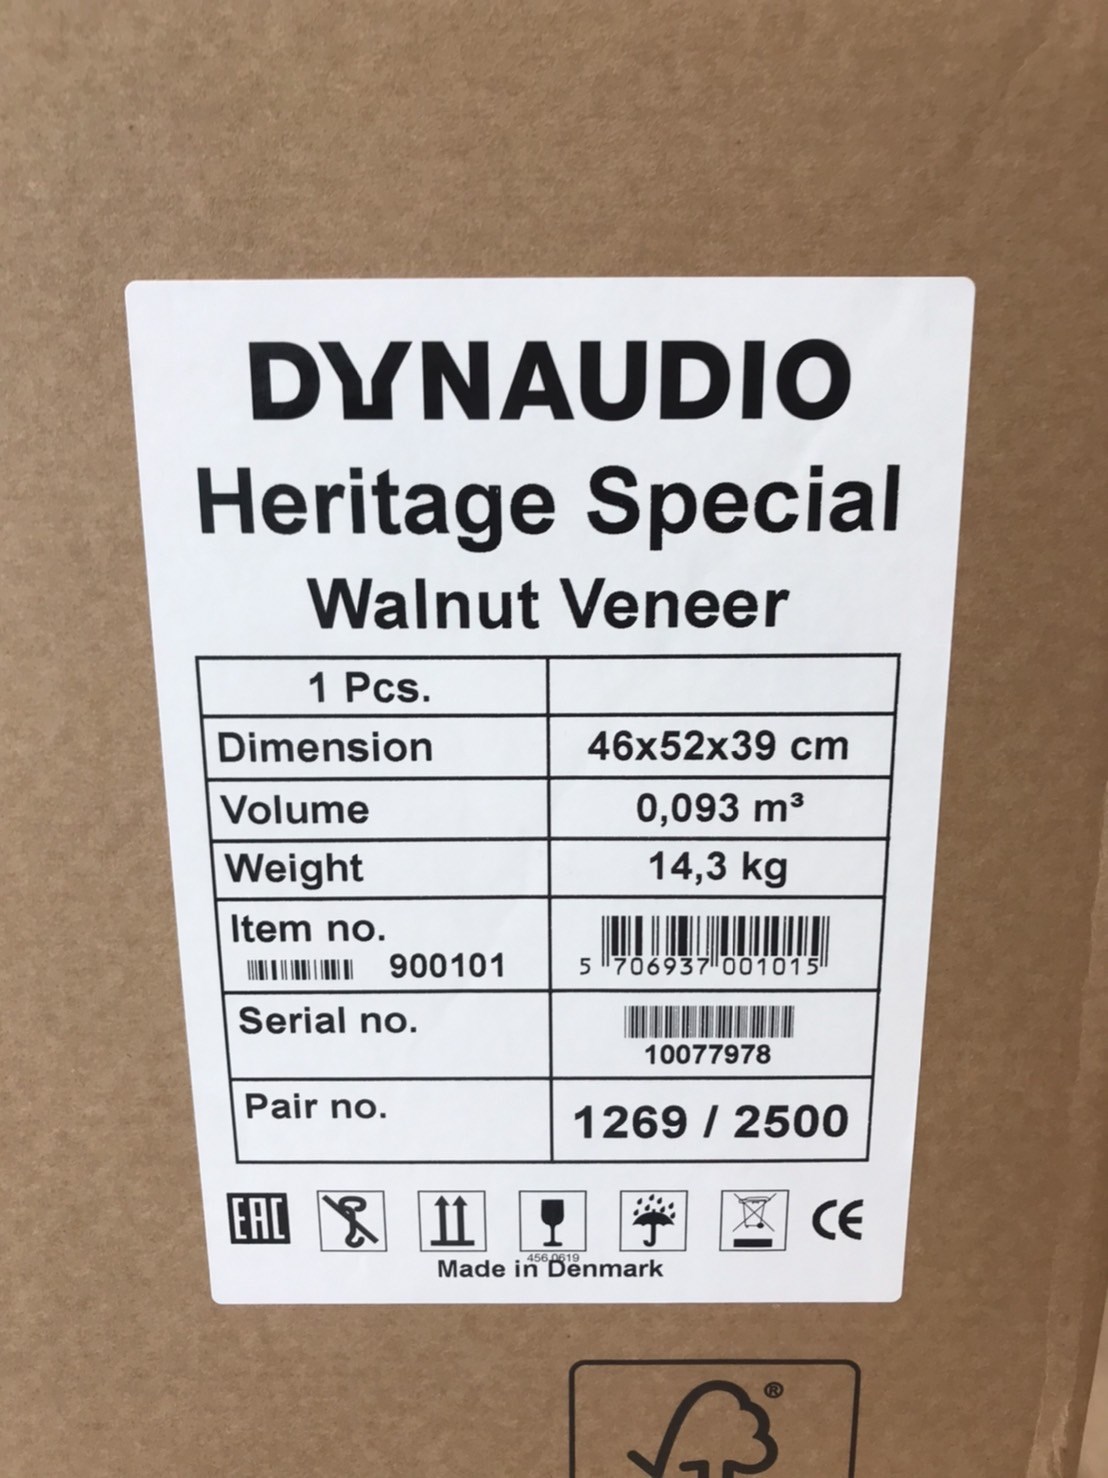 DYNAUDIO
Heritage Special
Walnut Veneer
1 Pcs.
Dimension 46x52x39 cm
Volume 0,093 m³
Weight 14,3 kg
Item no.
900101 5 706937 001015
Serial no.
10077978
Pair no. 1269 / 2500
EAC CE
456.0619
Made in Denmark
®